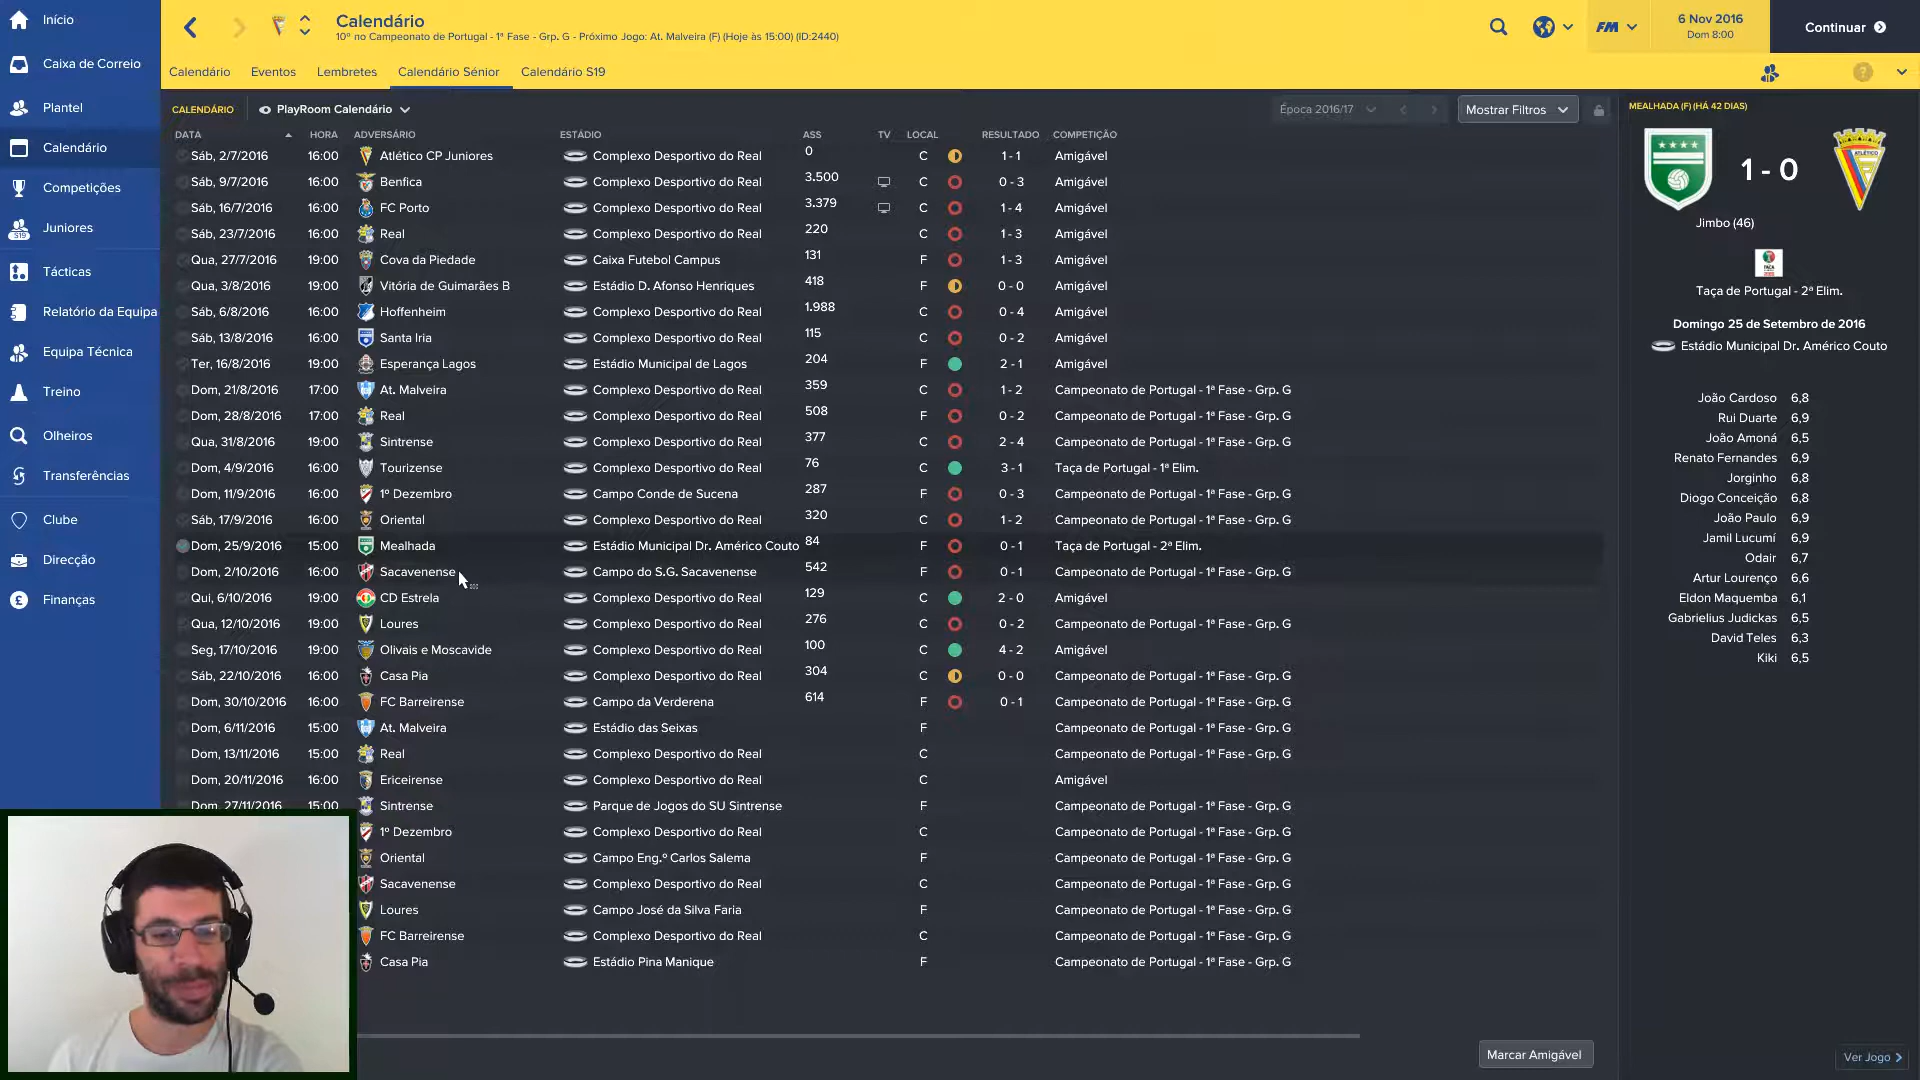 Início
Caixa de Correio
Plantel
Calendário
Competições
Juniores
Tácticas
Relatório da Equipa
Equipa Técnica
Treino
Olheiros
Transferências
Clube
Direcção
Finanças
Calendário
10º no Campeonato de Portugal - 1ª Fase - Grp. G - Próximo Jogo: At. Malveira (F) (Hoje às 15:00) (ID:2440)
FM
6 Nov 2016
Dom 8:00
Continuar
Calendário Eventos Lembretes Calendário Sénior Calendário S19
CALENDÁRIO PlayRoom Calendário Época 2016/17 Mostrar Filtros
DATA HORA ADVERSÁRIO ESTÁDIO ASS TV LOCAL RESULTADO COMPETIÇÃO
Sáb, 2/7/2016 16:00 Atlético CP Juniores Complexo Desportivo do Real 0 C 1-1 Amigável
Sáb, 9/7/2016 16:00 Benfica Complexo Desportivo do Real 3.500 C 0 - 3 Amigável
Sáb, 16/7/2016 16:00 FC Porto Complexo Desportivo do Real 3.379 C 1-4 Amigável
Sáb, 23/7/2016 16:00 Real Complexo Desportivo do Real 220 C 1-3 Amigável
Qua, 27/7/2016 19:00 Cova da Piedade Caixa Futebol Campus 131 F 1-3 Amigável
Qua, 3/8/2016 19:00 Vitória de Guimarães B Estádio D. Afonso Henriques 418 F 0-0 Amigável
Sáb, 6/8/2016 16:00 Hoffenheim Complexo Desportivo do Real 1.988 C 0 - 4 Amigável
Sáb, 13/8/2016 16:00 Santa Iria Complexo Desportivo do Real 115 C 0 - 2 Amigável
Ter, 16/8/2016 19:00 Esperança Lagos Estádio Municipal de Lagos 204 F 2 - 1 Amigável
Dom, 21/8/2016 17:00 At. Malveira Complexo Desportivo do Real 359 C 1-2 Campeonato de Portugal - 1ª Fase - Grp. G
Dom, 28/8/2016 17:00 Real Complexo Desportivo do Real 508 F 0 - 2 Campeonato de Portugal - 1ª Fase - Grp. G
Qua, 31/8/2016 19:00 Sintrense Complexo Desportivo do Real 377 C 2 - 4 Campeonato de Portugal - 1ª Fase - Grp. G
Dom, 4/9/2016 16:00 Tourizense Complexo Desportivo do Real 76 C 3 - 1 Taça de Portugal - 1ª Elim.
Dom, 11/9/2016 16:00 1º Dezembro Campo Conde de Sucena 287 F 0 - 3 Campeonato de Portugal - 1ª Fase - Grp. G
Sáb, 17/9/2016 16:00 Oriental Complexo Desportivo do Real 320 C 1-2 Campeonato de Portugal - 1ª Fase - Grp. G
Dom, 25/9/2016 15:00 Mealhada Estádio Municipal Dr. Américo Couto 84 F 0 - 1 Taça de Portugal - 2ª Elim.
Dom, 2/10/2016 16:00 Sacavenense Campo do S.G. Sacavenense 542 F 0 - 1 Campeonato de Portugal - 1ª Fase - Grp. G
Qui, 6/10/2016 19:00 CD Estrela Complexo Desportivo do Real 129 C 2 - 0 Amigável
Qua, 12/10/2016 19:00 Loures Complexo Desportivo do Real 276 C 0 - 2 Campeonato de Portugal - 1ª Fase - Grp. G
Seg, 17/10/2016 19:00 Olivais e Moscavide Complexo Desportivo do Real 100 C 4 - 2 Amigável
Sáb, 22/10/2016 16:00 Casa Pia Complexo Desportivo do Real 304 C 0-0 Campeonato de Portugal - 1ª Fase - Grp. G
Dom, 30/10/2016 16:00 FC Barreirense Campo da Verderena 614 F 0 - 1 Campeonato de Portugal - 1ª Fase - Grp. G
Dom, 6/11/2016 15:00 At. Malveira Estádio das Seixas F Campeonato de Portugal - 1ª Fase - Grp. G
Dom, 13/11/2016 15:00 Real Complexo Desportivo do Real C Campeonato de Portugal - 1ª Fase - Grp. G
Dom, 20/11/2016 16:00 Ericeirense Complexo Desportivo do Real C Amigável
Dom, 27/11/2016 15:00 Sintrense Parque de Jogos do SU Sintrense F Campeonato de Portugal - 1ª Fase - Grp. G
1º Dezembro Complexo Desportivo do Real C Campeonato de Portugal - 1ª Fase - Grp. G
Oriental Campo Eng.º Carlos Salema F Campeonato de Portugal - 1ª Fase - Grp. G
Sacavenense Complexo Desportivo do Real C Campeonato de Portugal - 1ª Fase - Grp. G
Loures Campo José da Silva Faria F Campeonato de Portugal - 1ª Fase - Grp. G
FC Barreirense Complexo Desportivo do Real C Campeonato de Portugal - 1ª Fase - Grp. G
Casa Pia Estádio Pina Manique F Campeonato de Portugal - 1ª Fase - Grp. G
Marcar Amigável
MEALHADA (F) (HÁ 42 DIAS)
1 - 0
Jimbo (46)
Taça de Portugal - 2ª Elim.
Domingo 25 de Setembro de 2016
Estádio Municipal Dr. Américo Couto
João Cardoso 6,8
Rui Duarte 6,9
João Amoná 6,5
Renato Fernandes 6,9
Jorginho 6,8
Diogo Conceição 6,8
João Paulo 6,9
Jamil Lucumí 6,9
Odair 6,7
Artur Lourenço 6,6
Eldon Maquemba 6,1
Gabrielius Judickas 6,5
David Teles 6,3
Kiki 6,5
Ver Jogo